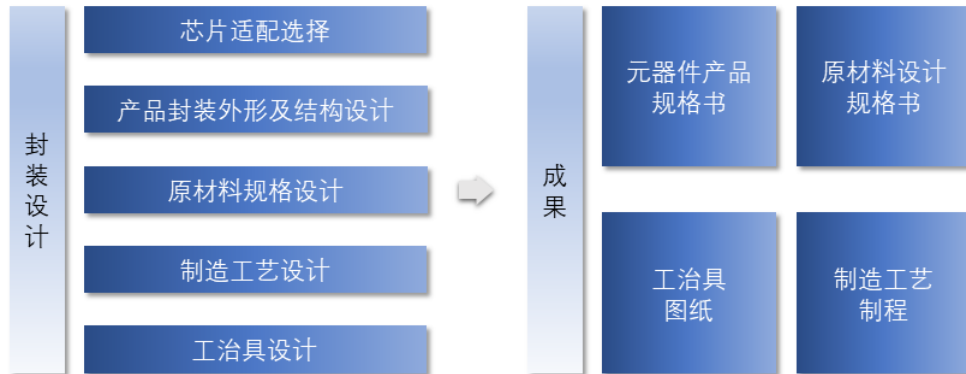 封装设计
芯片适配选择
产品封装外形及结构设计
原材料规格设计
制造工艺设计
工治具设计
成果
元器件产品
规格书
原材料设计
规格书
工治具
图纸
制造工艺
制程